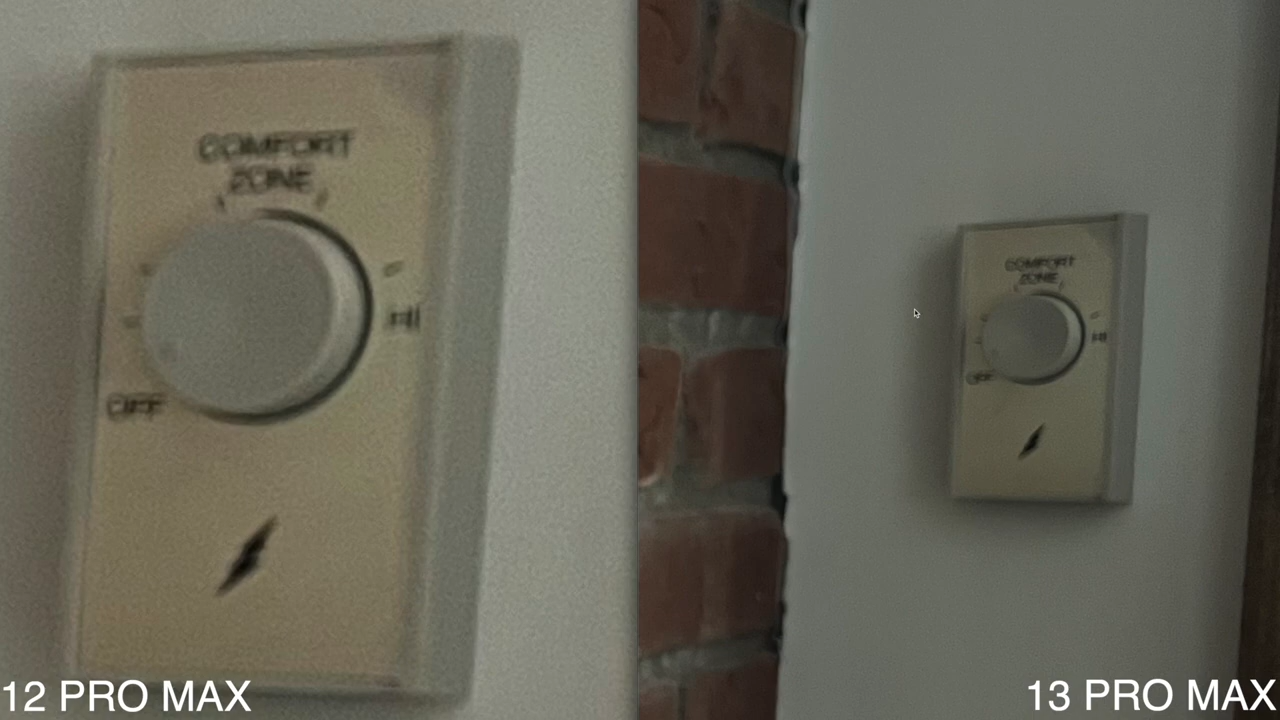 COMFORT
ZONE
HI
OFF
12 PRO MAX
COMFORT
ZONE
HI
OFF
13 PRO MAX